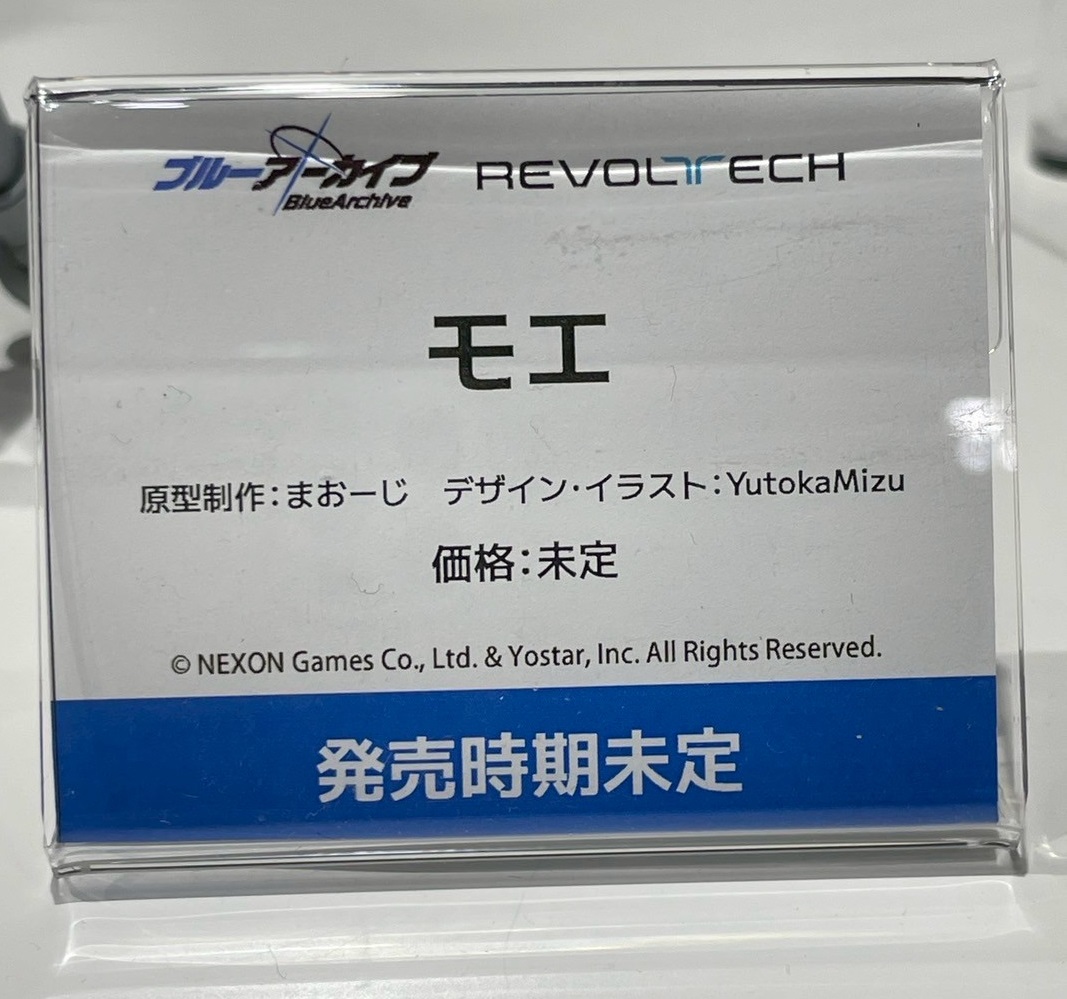 ブルーアーカイブ REVOLTECH
BlueArchive
モエ
原型制作：まおーじ　デザイン・イラスト：YutokaMizu
価格：未定
© NEXON Games Co., Ltd. & Yostar, Inc. All Rights Reserved.
発売時期未定